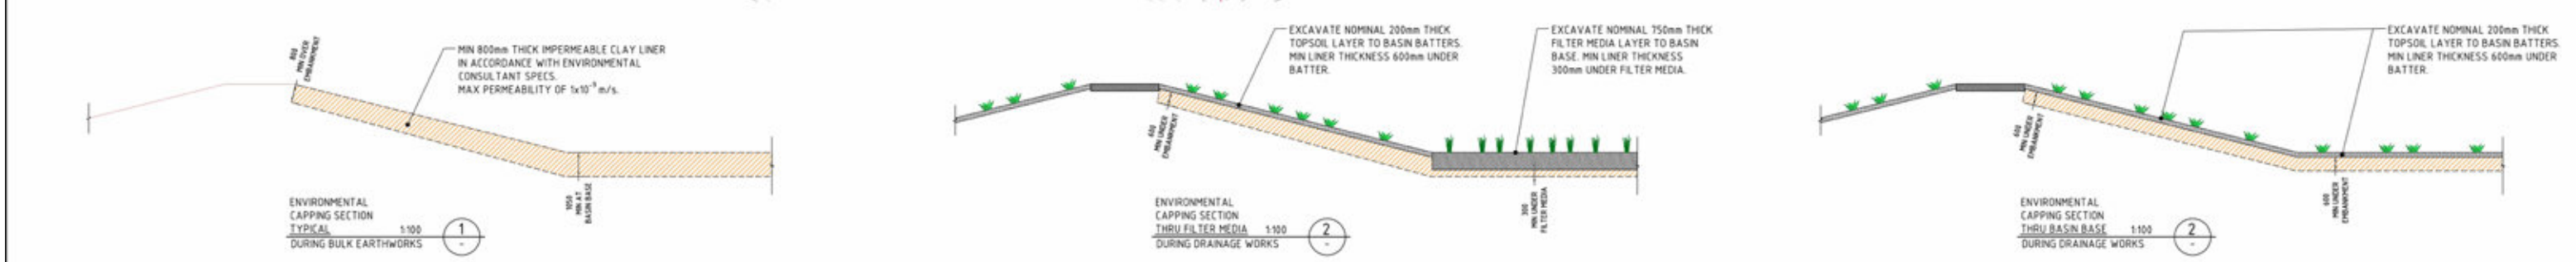 800
MIN OVER
EMBANKMENT
MIN 800mm THICK IMPERMEABLE CLAY LINER
IN ACCORDANCE WITH ENVIRONMENTAL
CONSULTANT SPECS.
MAX PERMEABILITY OF 1x10⁻⁹ m/s.
1050
MIN AT
BASIN BASE
ENVIRONMENTAL
CAPPING SECTION
TYPICAL 1:100
DURING BULK EARTHWORKS
1
-
EXCAVATE NOMINAL 200mm THICK
TOPSOIL LAYER TO BASIN BATTERS.
MIN LINER THICKNESS 600mm UNDER
BATTER.
EXCAVATE NOMINAL 750mm THICK
FILTER MEDIA LAYER TO BASIN
BASE. MIN LINER THICKNESS
300mm UNDER FILTER MEDIA.
600
MIN UNDER
EMBANKMENT
300
MIN UNDER
FILTER MEDIA
ENVIRONMENTAL
CAPPING SECTION
THRU FILTER MEDIA 1:100
DURING DRAINAGE WORKS
2
-
EXCAVATE NOMINAL 200mm THICK
TOPSOIL LAYER TO BASIN BATTERS.
MIN LINER THICKNESS 600mm UNDER
BATTER.
600
MIN UNDER
EMBANKMENT
600
MIN UNDER
EMBANKMENT
ENVIRONMENTAL
CAPPING SECTION
THRU BASIN BASE 1:100
DURING DRAINAGE WORKS
2
-